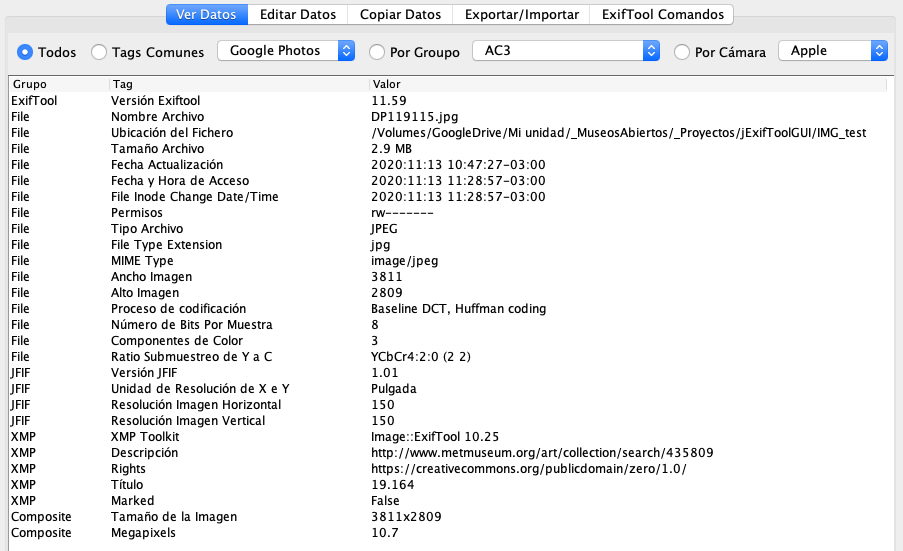 Ver Datos Editar Datos Copiar Datos Exportar/Importar ExifTool Comandos
Todos Tags Comunes Google Photos Por Groupo AC3 Por Cámara Apple
Grupo Tag Valor
ExifTool Versión Exiftool 11.59
File Nombre Archivo DP119115.jpg
File Ubicación del Fichero /Volumes/GoogleDrive/Mi unidad/_MuseosAbiertos/_Proyectos/jExifToolGUI/IMG_test
File Tamaño Archivo 2.9 MB
File Fecha Actualización 2020:11:13 10:47:27-03:00
File Fecha y Hora de Acceso 2020:11:13 11:28:57-03:00
File File Inode Change Date/Time 2020:11:13 11:28:57-03:00
File Permisos rw-------
File Tipo Archivo JPEG
File File Type Extension jpg
File MIME Type image/jpeg
File Ancho Imagen 3811
File Alto Imagen 2809
File Proceso de codificación Baseline DCT, Huffman coding
File Número de Bits Por Muestra 8
File Componentes de Color 3
File Ratio Submuestreo de Y a C YCbCr4:2:0 (2 2)
JFIF Versión JFIF 1.01
JFIF Unidad de Resolución de X e Y Pulgada
JFIF Resolución Imagen Horizontal 150
JFIF Resolución Imagen Vertical 150
XMP XMP Toolkit Image::ExifTool 10.25
XMP Descripción http://www.metmuseum.org/art/collection/search/435809
XMP Rights https://creativecommons.org/publicdomain/zero/1.0/
XMP Título 19.164
XMP Marked False
Composite Tamaño de la Imagen 3811x2809
Composite Megapixels 10.7